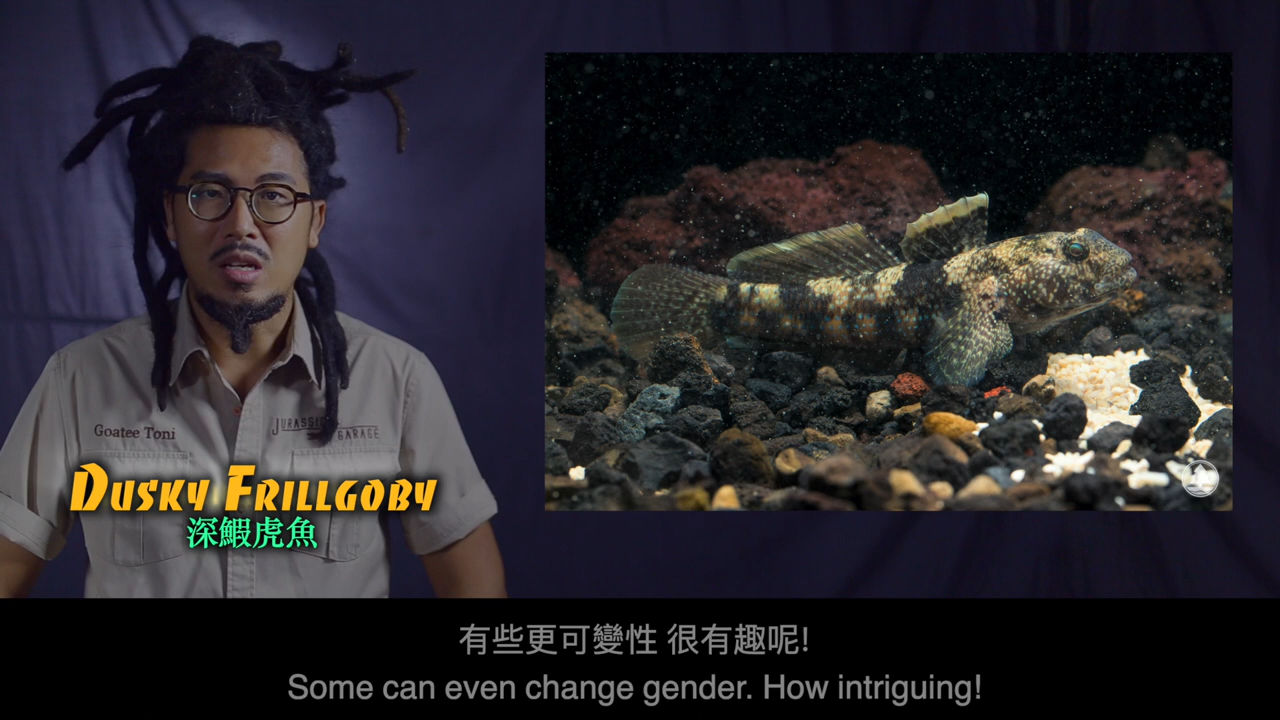 Goatee Toni
JURASSIC
GARAGE
DUSKY FRILLGOBY
深鰕虎魚
有些更可變性 很有趣呢!
Some can even change gender. How intriguing!